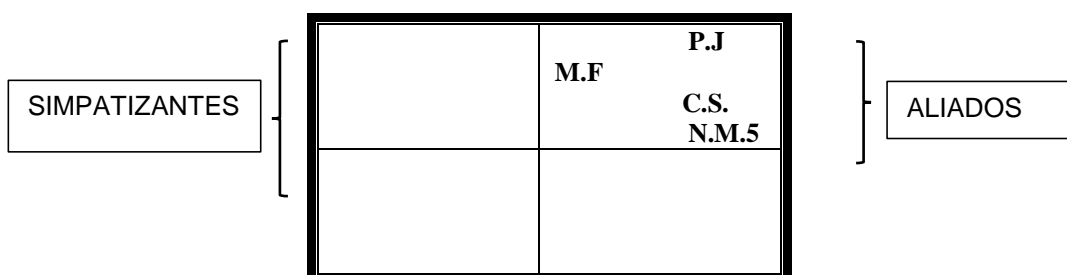 P.J
M.F
SIMPATIZANTES
C.S.
ALIADOS
N.M.5